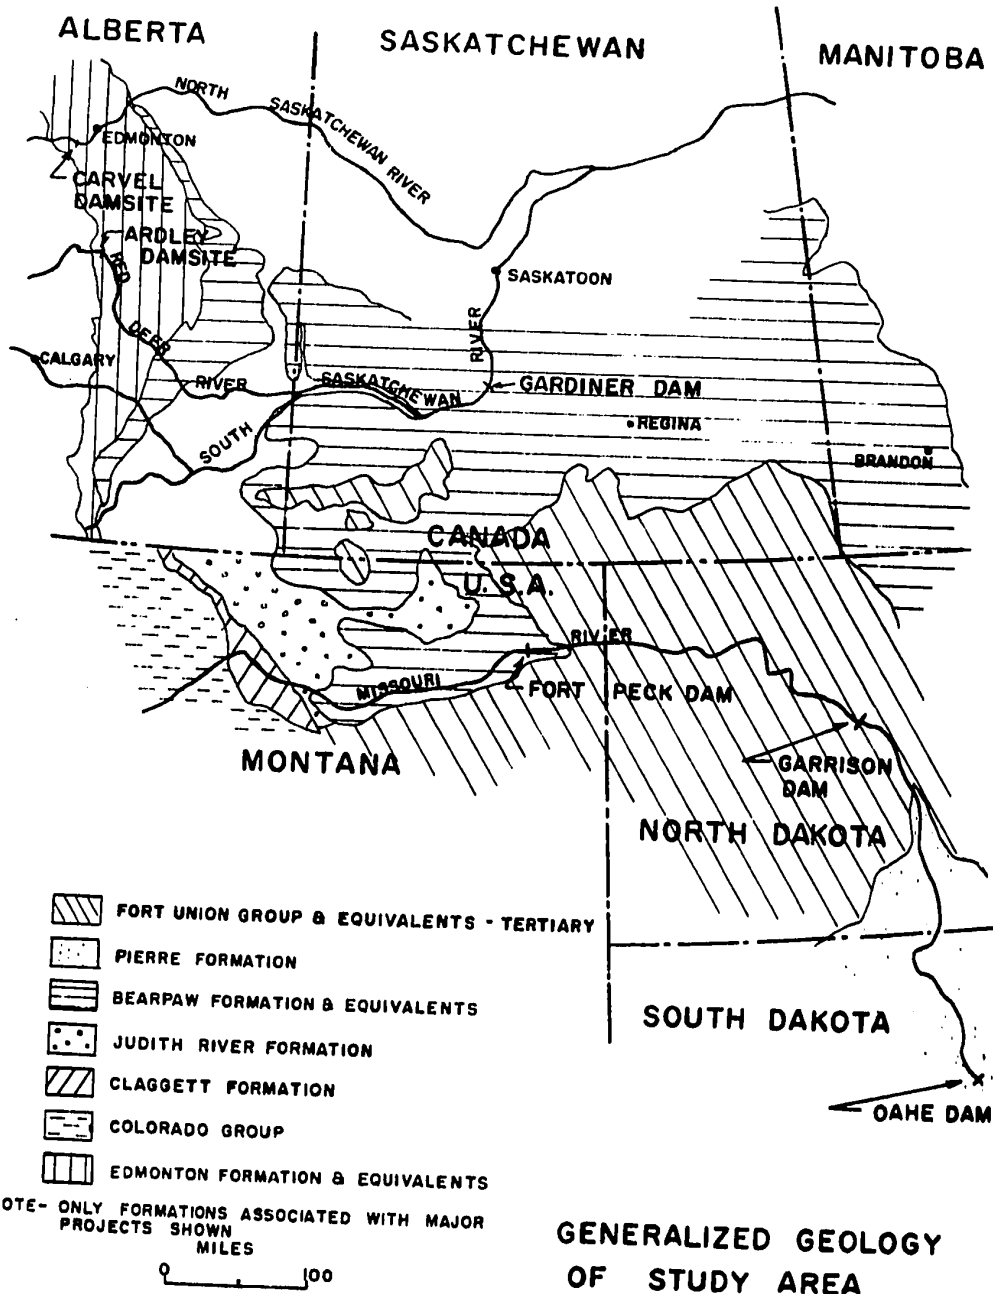 ALBERTA
SASKATCHEWAN
MANITOBA
NORTH
SASKATCHEWAN RIVER
EDMONTON
CARVEL
DAMSITE
ARDLEY
DAMSITE
RED
DEER
RIVER
SASKATOON
RIVER
CALGARY
SASKATCHEWAN
GARDINER DAM
SOUTH
REGINA
BRANDON
CANADA
U.S.A.
RIVER
MISSOURI
FORT PECK DAM
MONTANA
GARRISON
DAM
NORTH DAKOTA
SOUTH DAKOTA
OAHE DAM
FORT UNION GROUP & EQUIVALENTS - TERTIARY
PIERRE FORMATION
BEARPAW FORMATION & EQUIVALENTS
JUDITH RIVER FORMATION
CLAGGETT FORMATION
COLORADO GROUP
EDMONTON FORMATION & EQUIVALENTS
OTE- ONLY FORMATIONS ASSOCIATED WITH MAJOR
PROJECTS SHOWN
MILES
0 100
GENERALIZED GEOLOGY
OF STUDY AREA